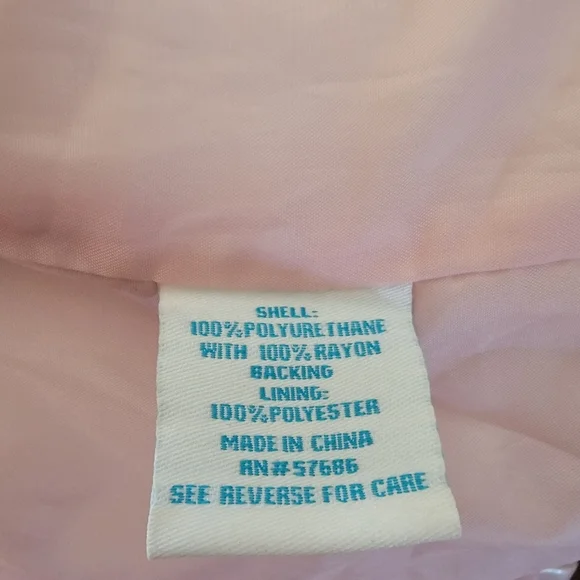 SHELL:
100%POLYURETHANE
WITH 100%RAYON
BACKING
LINING:
100%POLYESTER
MADE IN CHINA
RN#57686
SEE REVERSE FOR CARE